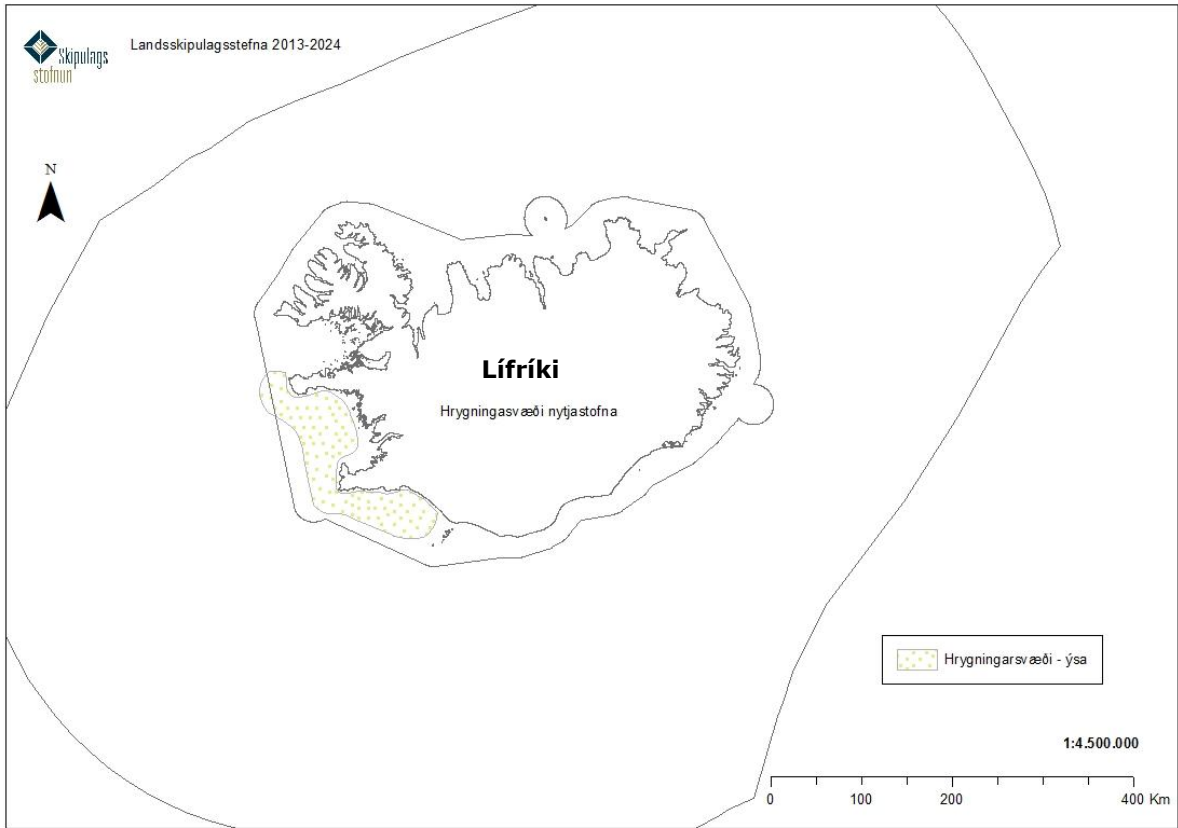 Skipulags
stofnun
Landsskipulagsstefna 2013-2024
N
Lífríki
Hrygningasvæði nytjastofna
Hrygningarsvæði - ýsa
1:4.500.000
0 100 200 400 Km